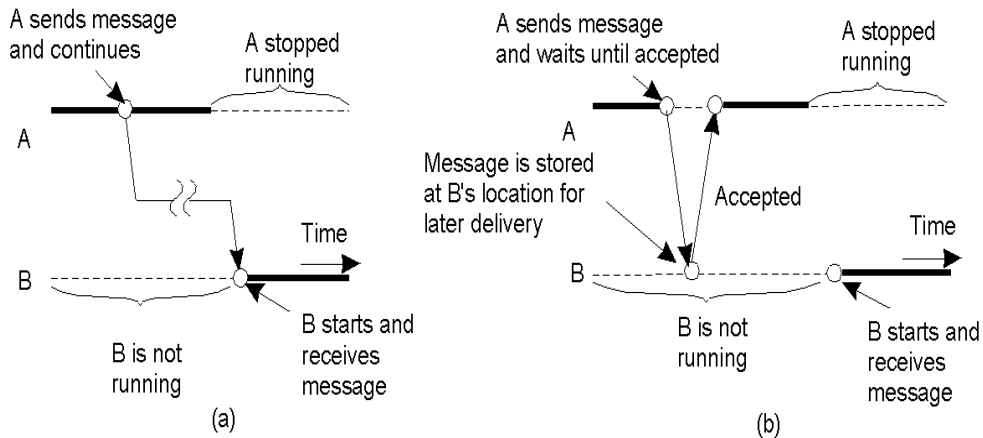 A sends message
and continues
A stopped
running
A
Time
B
B is not
running
B starts and
receives
message
(a)
A sends message
and waits until accepted
A stopped
running
A
Message is stored
at B's location for
later delivery
Accepted
Time
B
B is not
running
B starts and
receives
message
(b)